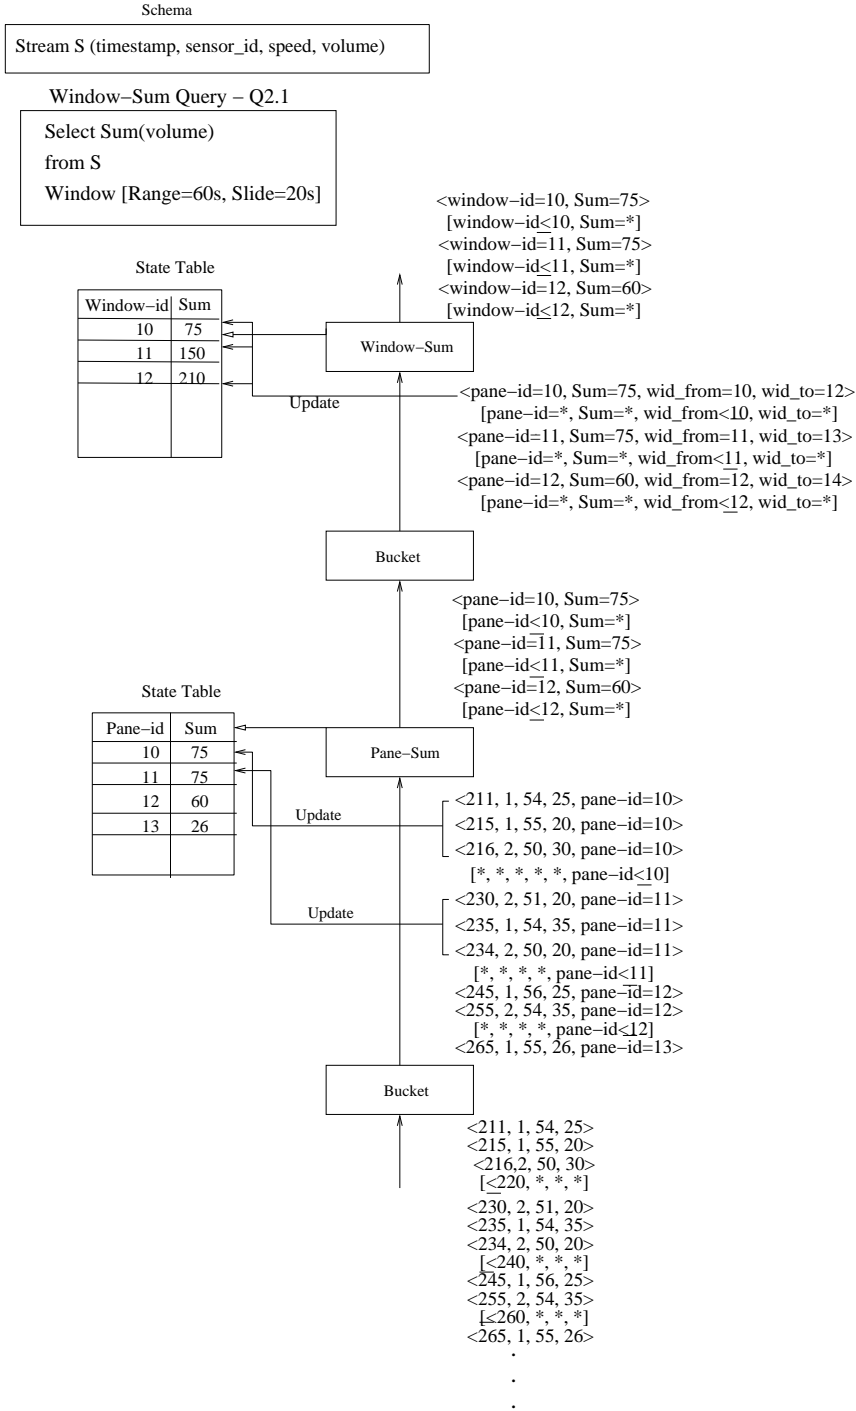 Schema
Stream S (timestamp, sensor_id, speed, volume)
Window−Sum Query − Q2.1
Select Sum(volume)
from S
Window [Range=60s, Slide=20s]
<window−id=10, Sum=75>
[window−id≤10, Sum=*]
<window−id=11, Sum=75>
[window−id≤11, Sum=*]
<window−id=12, Sum=60>
[window−id≤12, Sum=*]
State Table
Window−id Sum
10 75
11 150
12 210
Window−Sum
Update
<pane−id=10, Sum=75, wid_from=10, wid_to=12>
[pane−id=*, Sum=*, wid_from≤10, wid_to=*]
<pane−id=11, Sum=75, wid_from=11, wid_to=13>
[pane−id=*, Sum=*, wid_from≤11, wid_to=*]
<pane−id=12, Sum=60, wid_from=12, wid_to=14>
[pane−id=*, Sum=*, wid_from≤12, wid_to=*]
Bucket
<pane−id=10, Sum=75>
[pane−id≤10, Sum=*]
<pane−id=11, Sum=75>
[pane−id≤11, Sum=*]
<pane−id=12, Sum=60>
[pane−id≤12, Sum=*]
State Table
Pane−id Sum
10 75
11 75
12 60
13 26
Pane−Sum
Update
<211, 1, 54, 25, pane−id=10>
<215, 1, 55, 20, pane−id=10>
<216, 2, 50, 30, pane−id=10>
[*, *, *, *, *, pane−id≤10]
Update
<230, 2, 51, 20, pane−id=11>
<235, 1, 54, 35, pane−id=11>
<234, 2, 50, 20, pane−id=11>
[*, *, *, *, pane−id≤11]
<245, 1, 56, 25, pane−id=12>
<255, 2, 54, 35, pane−id=12>
[*, *, *, *, pane−id≤12]
<265, 1, 55, 26, pane−id=13>
Bucket
<211, 1, 54, 25>
<215, 1, 55, 20>
<216,2, 50, 30>
[≤220, *, *, *]
<230, 2, 51, 20>
<235, 1, 54, 35>
<234, 2, 50, 20>
[≤240, *, *, *]
<245, 1, 56, 25>
<255, 2, 54, 35>
[≤260, *, *, *]
<265, 1, 55, 26>
.
.
.